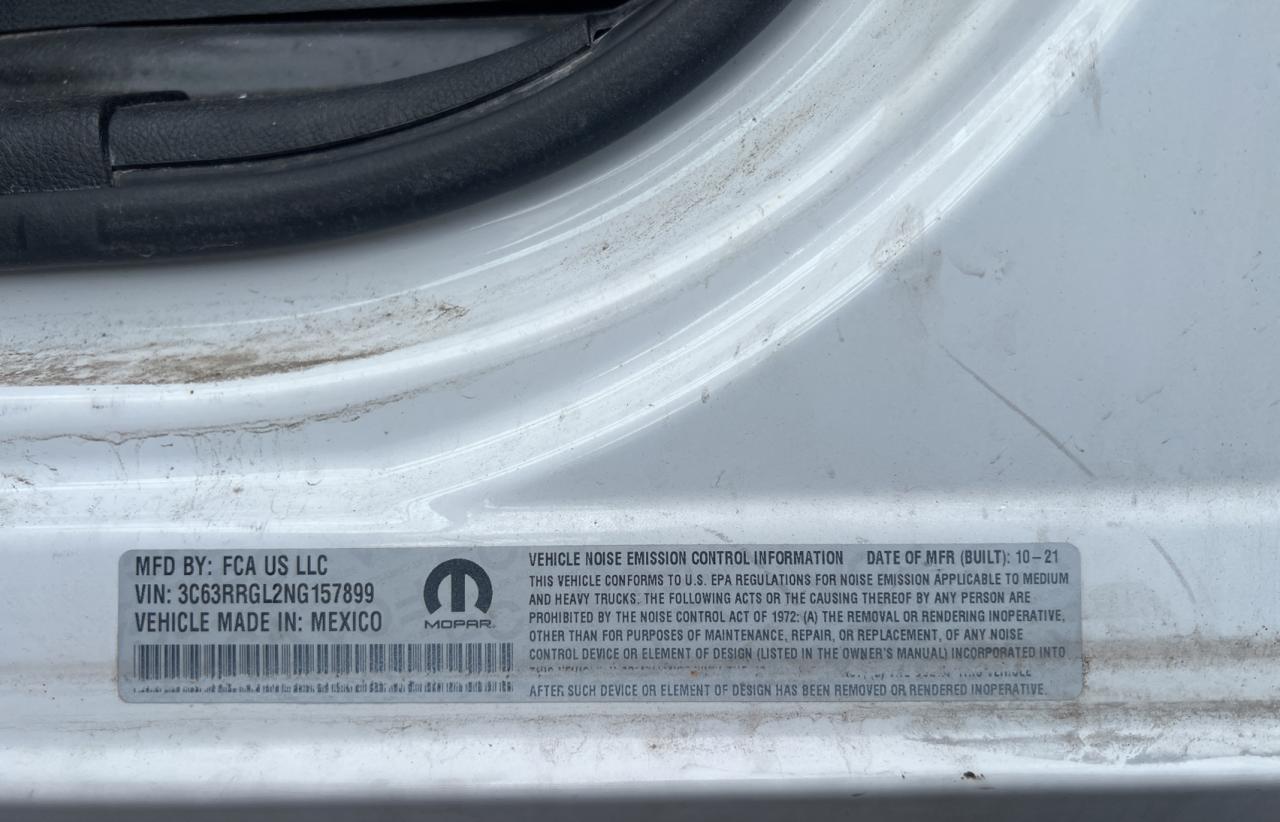 MFD BY: FCA US LLC
VIN: 3C63RRGL2NG157899
VEHICLE MADE IN: MEXICO
MOPAR
VEHICLE NOISE EMISSION CONTROL INFORMATION DATE OF MFR (BUILT): 10-21
THIS VEHICLE CONFORMS TO U.S. EPA REGULATIONS FOR NOISE EMISSION APPLICABLE TO MEDIUM
AND HEAVY TRUCKS. THE FOLLOWING ACTS OR THE CAUSING THEREOF BY ANY PERSON ARE
PROHIBITED BY THE NOISE CONTROL ACT OF 1972: (A) THE REMOVAL OR RENDERING INOPERATIVE,
OTHER THAN FOR PURPOSES OF MAINTENANCE, REPAIR, OR REPLACEMENT, OF ANY NOISE
CONTROL DEVICE OR ELEMENT OF DESIGN (LISTED IN THE OWNER'S MANUAL) INCORPORATED INTO
THIS VEHICLE
AFTER SUCH DEVICE OR ELEMENT OF DESIGN HAS BEEN REMOVED OR RENDERED INOPERATIVE.